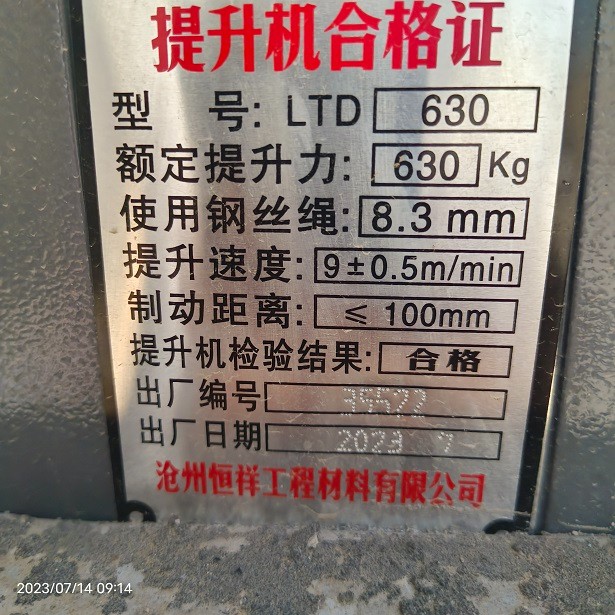 提升机合格证
型 号: LTD 630
额定提升力: 630 Kg
使用钢丝绳: 8.3 mm
提升速度: 9±0.5m/min
制动距离: ≤ 100mm
提升机检验结果: 合格
出厂编号 39522
出厂日期 2023 7
沧州恒祥工程材料有限公司
2023/07/14 09:14